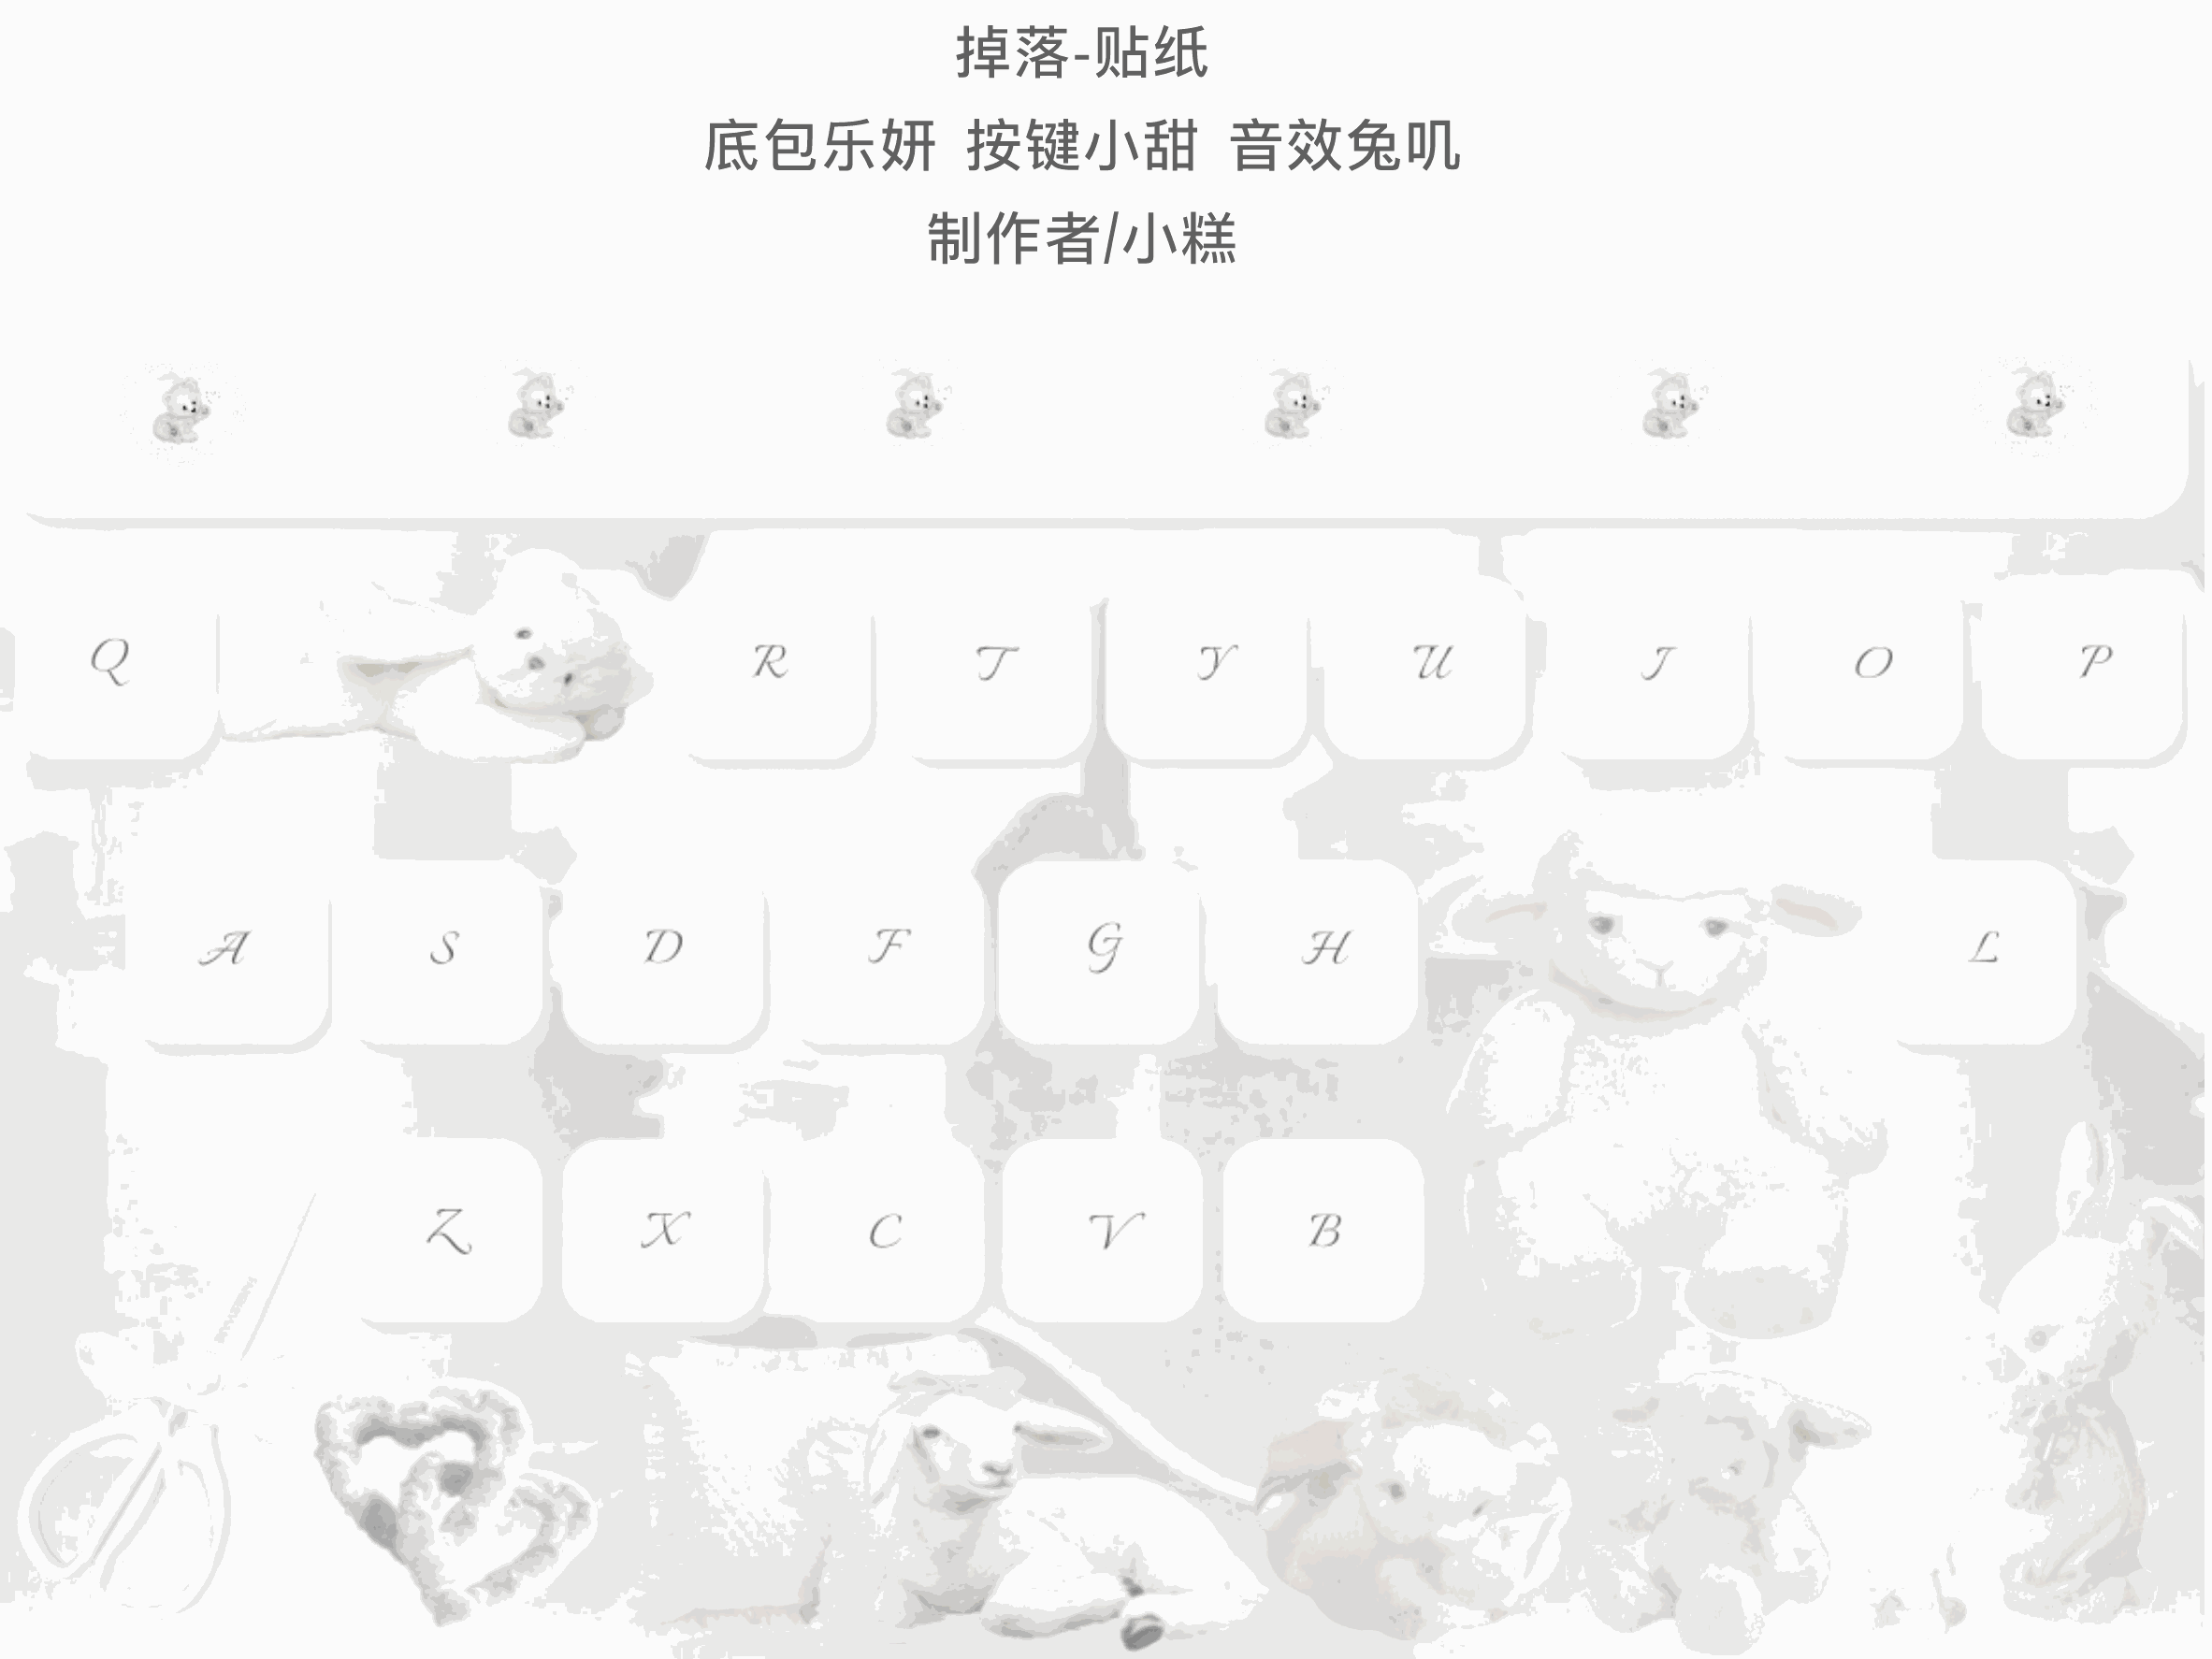 掉落-贴纸
底包乐妍 按键小甜 音效兔叽
制作者/小糕
Q R T Y U I O P
A S D F G H L
Z X C V B